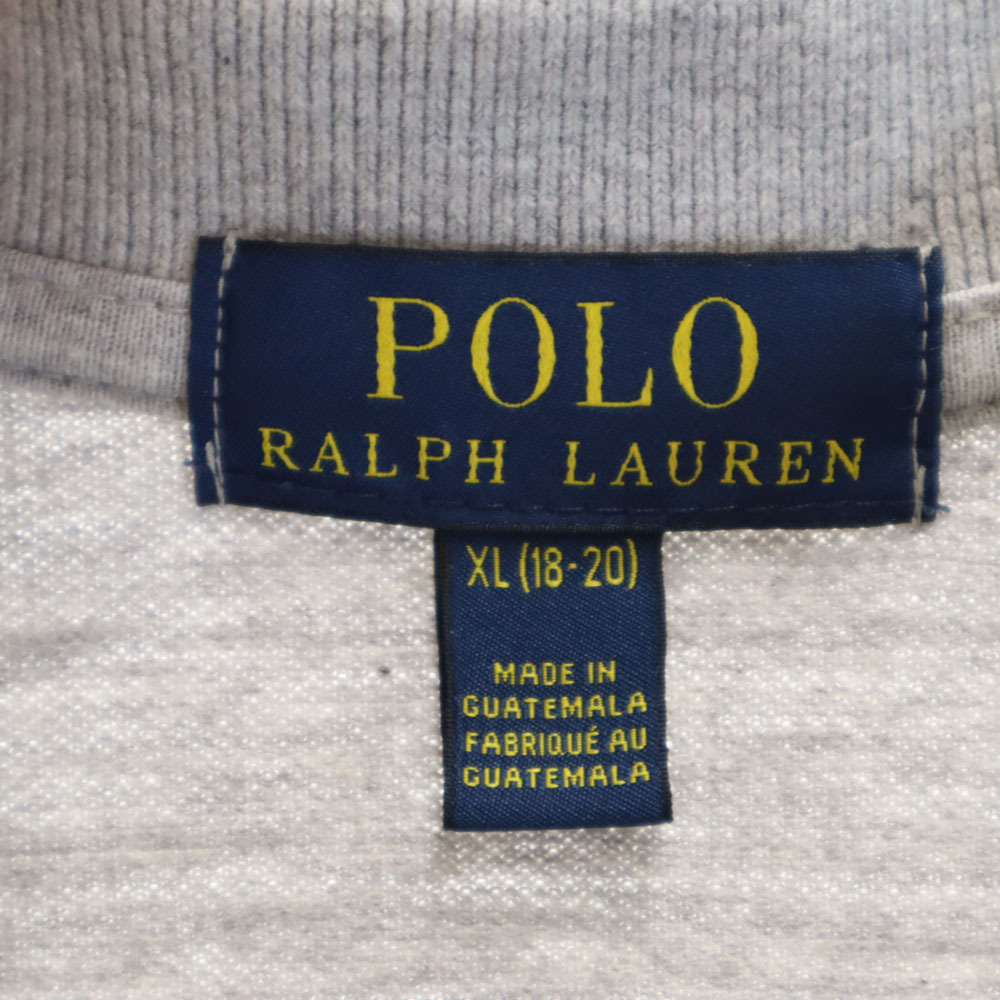 POLO
RALPH LAUREN
XL (18-20)
MADE IN
GUATEMALA
FABRIQUÉ AU
GUATEMALA